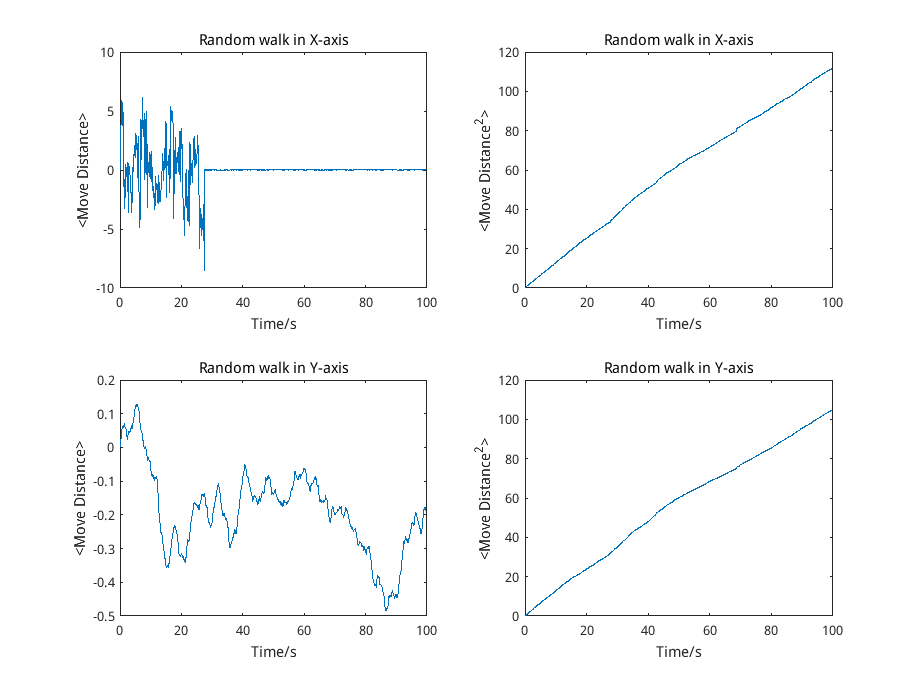 Random walk in X-axis
<Move Distance>
10
5
0
-5
-10
0 20 40 60 80 100
Time/s
Random walk in X-axis
<Move Distance²>
120
100
80
60
40
20
0
0 20 40 60 80 100
Time/s
Random walk in Y-axis
<Move Distance>
0.2
0.1
0
-0.1
-0.2
-0.3
-0.4
-0.5
0 20 40 60 80 100
Time/s
Random walk in Y-axis
<Move Distance²>
120
100
80
60
40
20
0
0 20 40 60 80 100
Time/s